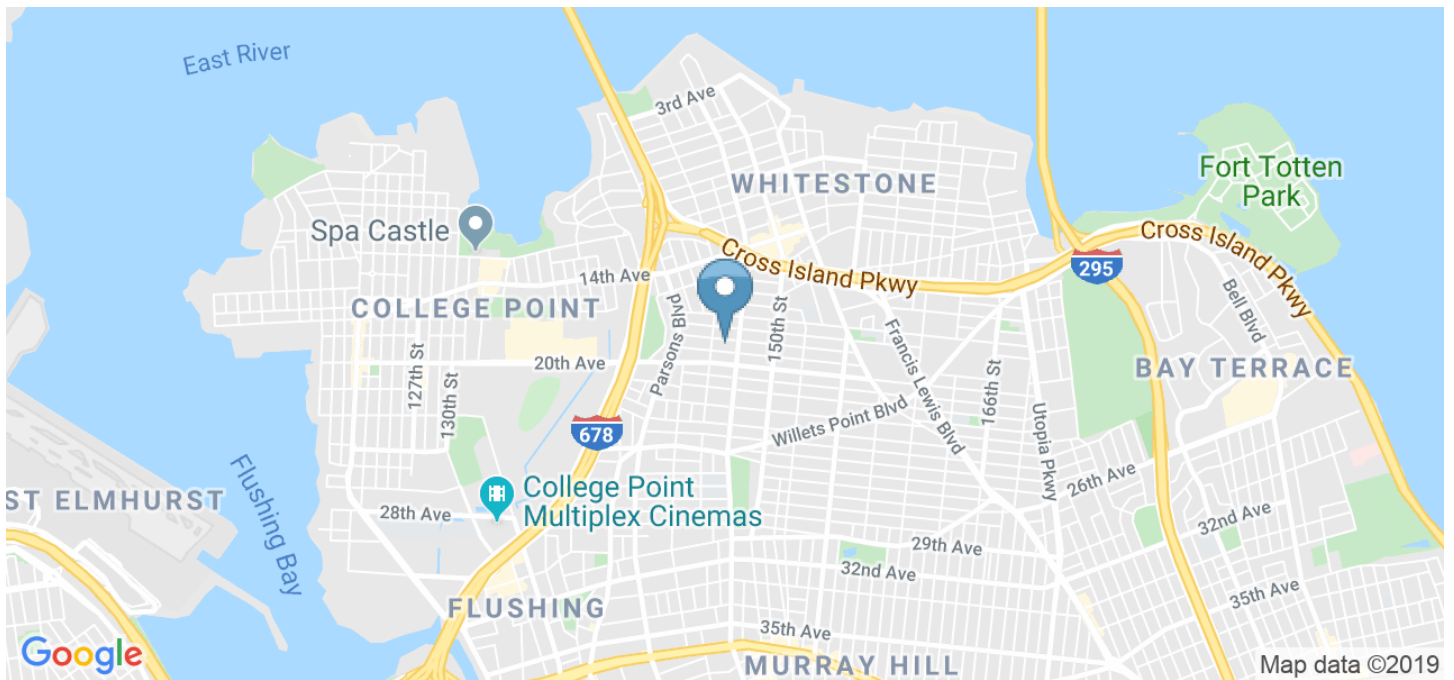 East River
3rd Ave
Fort Totten
Park
WHITESTONE
Spa Castle
Cross Island Pkwy
Cross Island Pkwy
295
14th Ave
COLLEGE POINT
Parsons Blvd
150th St
Bell Blvd
127th St
130th St
20th Ave
Francis Lewis Blvd
166th St
Utopia Pkwy
BAY TERRACE
Willets Point Blvd
678
26th Ave
ST ELMHURST
Flushing Bay
College Point
Multiplex Cinemas
28th Ave
32nd Ave
29th Ave
32nd Ave
35th Ave
FLUSHING
35th Ave
MURRAY HILL
Google
Map data ©2019